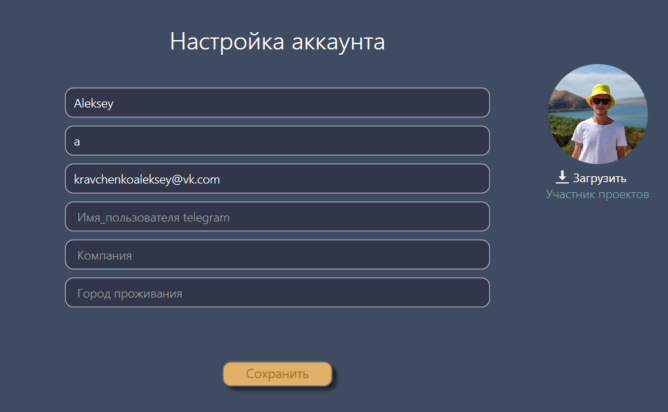 Настройка аккаунта
Aleksey
a
kravchenkoaleksey@vk.com
Имя_пользователя telegram
Компания
Город проживания
Загрузить
Участник проектов
Сохранить